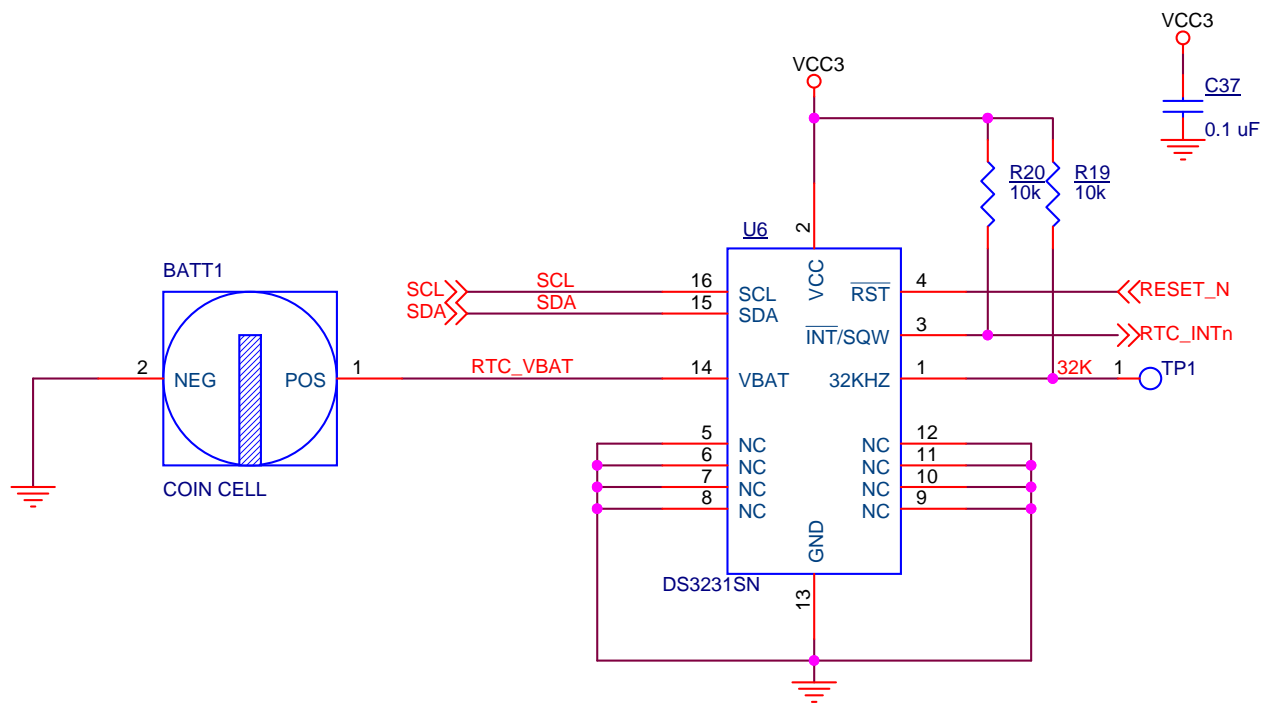 VCC3
C37
0.1 uF
VCC3
R20
10k
R19
10k
U6
2
VCC
BATT1
2
NEG
POS
1
COIN CELL
SCL
SCL
16
SCL
SDA
SDA
15
SDA
RTC_VBAT
14
VBAT
5
NC
6
NC
7
NC
8
NC
RST
4
RESET_N
INT/SQW
3
RTC_INTn
32KHZ
1
32K
1
TP1
12
NC
11
NC
10
NC
9
NC
GND
13
DS3231SN